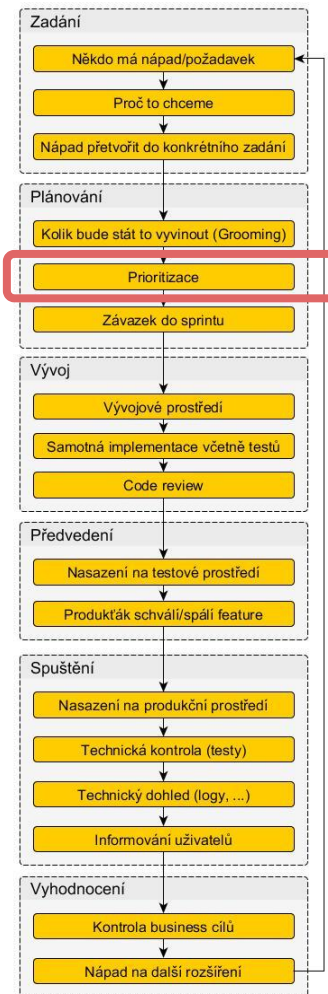 Zadání
Někdo má nápad/požadavek
Proč to chceme
Nápad přetvořit do konkrétního zadání
Plánování
Kolik bude stát to vyvinout (Grooming)
Prioritizace
Závazek do sprintu
Vývoj
Vývojové prostředí
Samotná implementace včetně testů
Code review
Předvedení
Nasazení na testové prostředí
Produkťák schválí/spálí feature
Spuštění
Nasazení na produkční prostředí
Technická kontrola (testy)
Technický dohled (logy, ...)
Informování uživatelů
Vyhodnocení
Kontrola business cílů
Nápad na další rozšíření